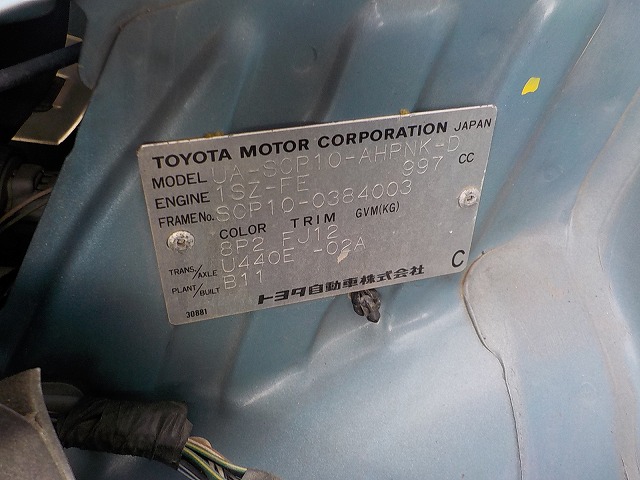 TOYOTA MOTOR CORPORATION JAPAN
MODEL UA-SCP10-AHPNK-D
ENGINE 1SZ-FE 997 CC
FRAME No. SCP10-0384003
COLOR TRIM GVM(KG)
8P2 FJ12
TRANS/AXLE U440E -02A
PLANT/BUILT B11
C
トヨタ自動車株式会社
30881